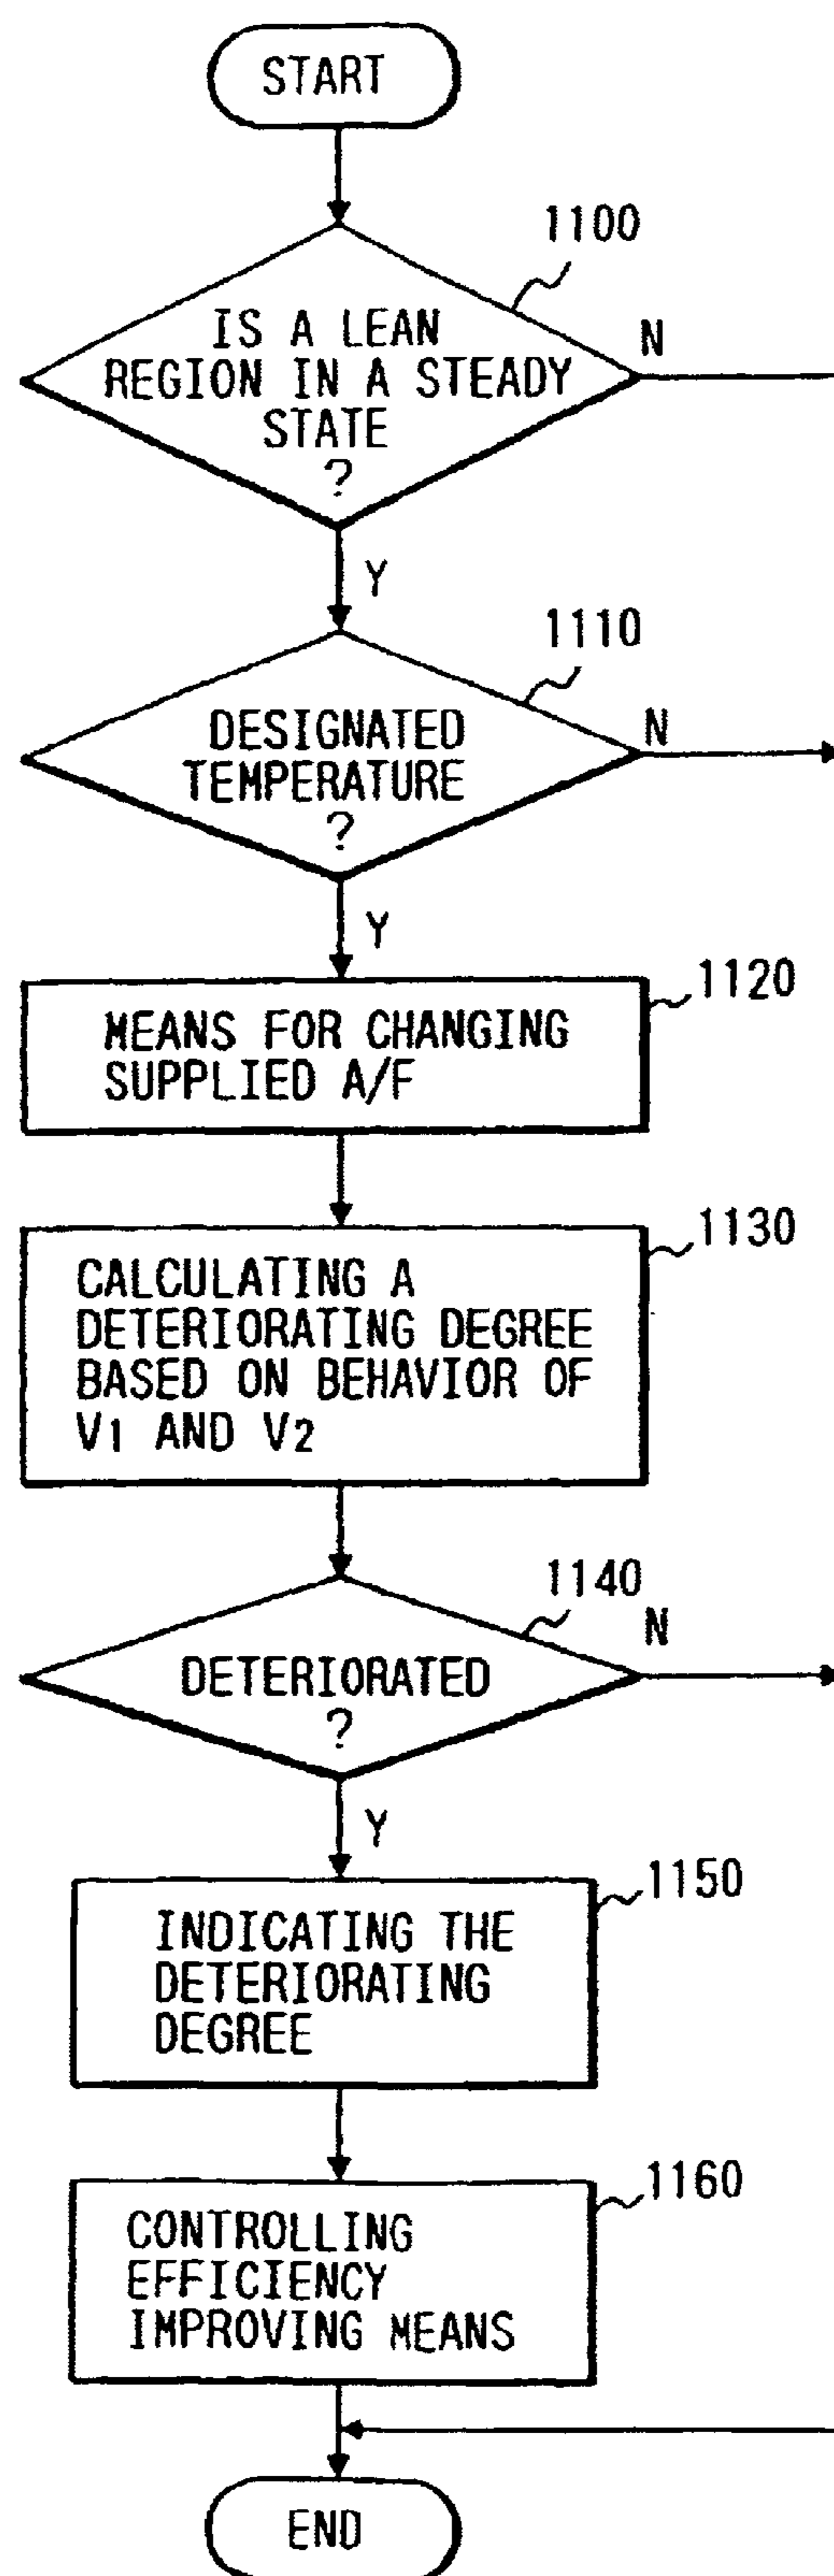 START
1100
IS A LEAN
REGION IN A STEADY
STATE
?
N
Y
1110
DESIGNATED
TEMPERATURE
?
N
Y
1120
MEANS FOR CHANGING
SUPPLIED A/F
1130
CALCULATING A
DETERIORATING DEGREE
BASED ON BEHAVIOR OF
V1 AND V2
1140
DETERIORATED
?
N
Y
1150
INDICATING THE
DETERIORATING
DEGREE
1160
CONTROLLING
EFFICIENCY
IMPROVING MEANS
END